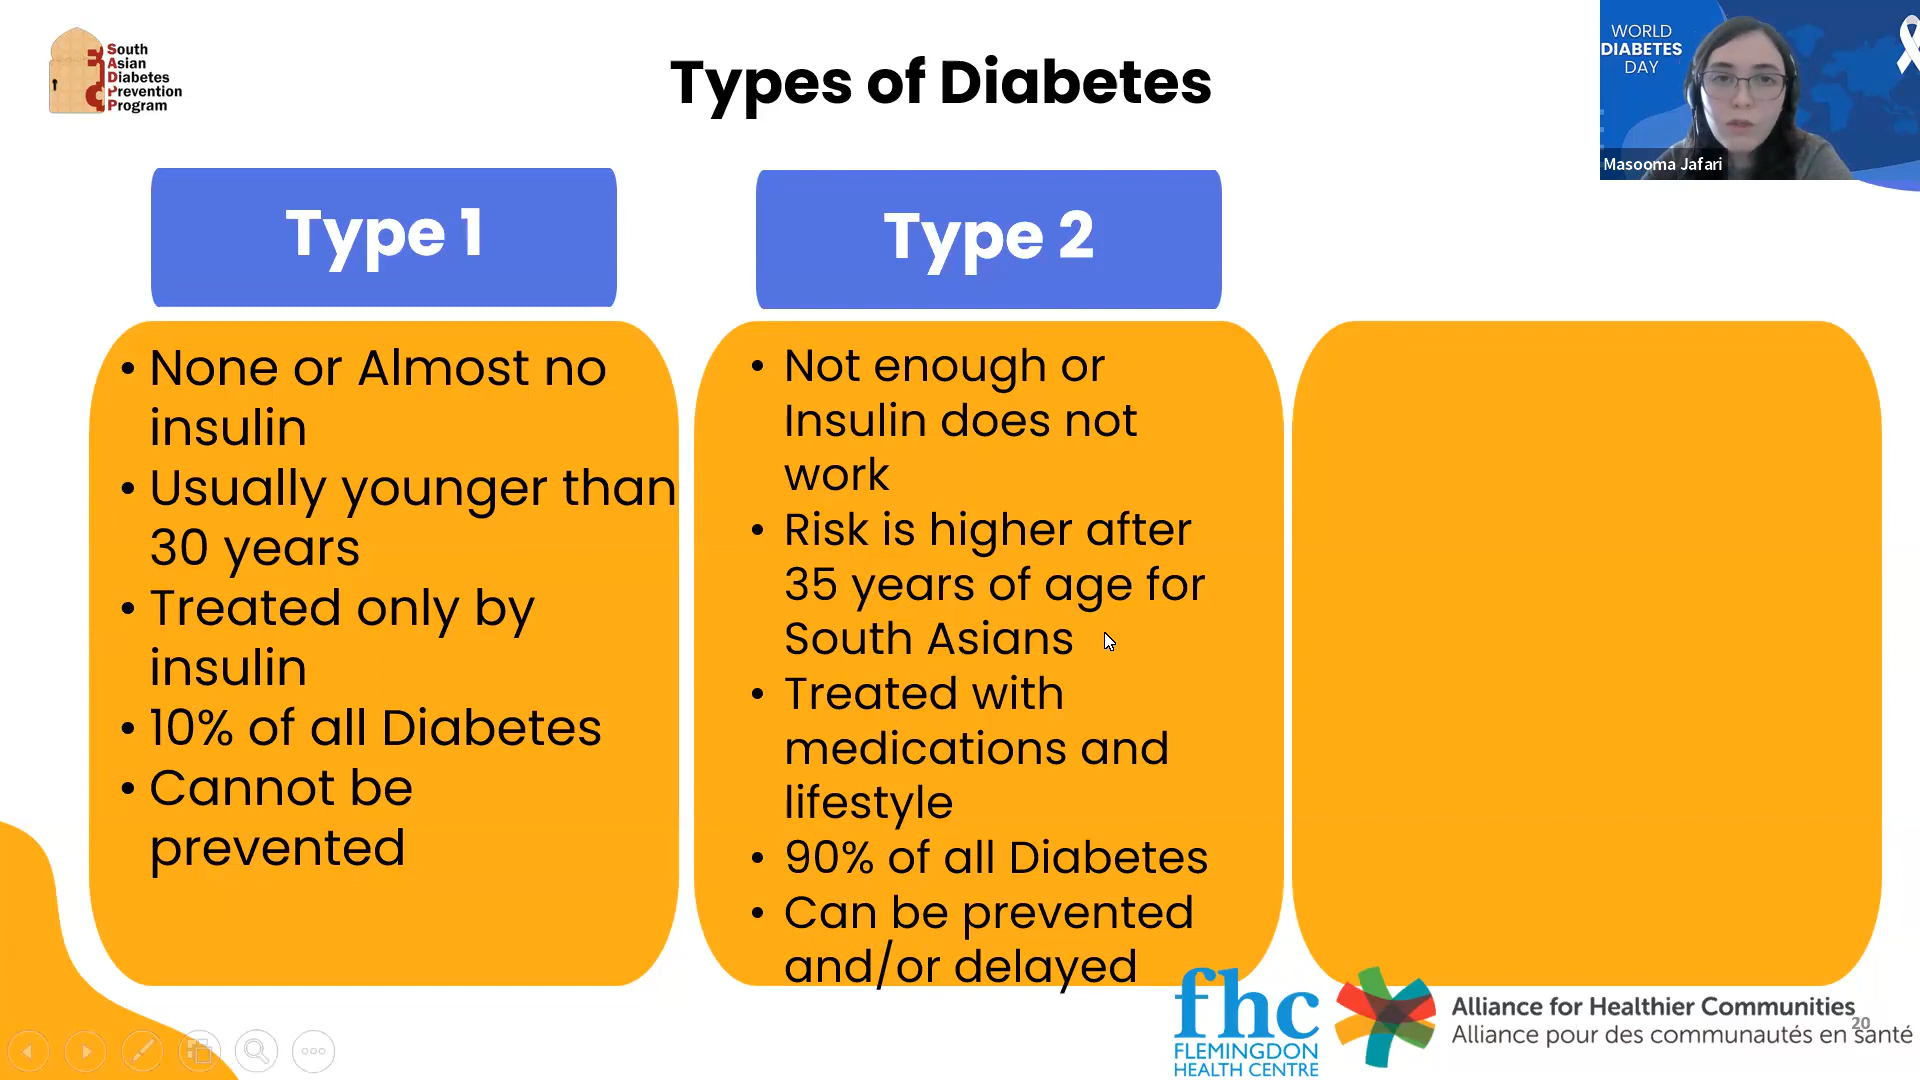 South
Asian
Diabetes
Prevention
Program
Types of Diabetes
WORLD
DIABETES
DAY
Masooma Jafari
Type 1
• None or Almost no
insulin
• Usually younger than
30 years
• Treated only by
insulin
• 10% of all Diabetes
• Cannot be
prevented
Type 2
• Not enough or
Insulin does not
work
• Risk is higher after
35 years of age for
South Asians
• Treated with
medications and
lifestyle
• 90% of all Diabetes
• Can be prevented
and/or delayed
fhc
FLEMINGDON
HEALTH CENTRE
Alliance for Healthier Communities
Alliance pour des communautés en santé
20